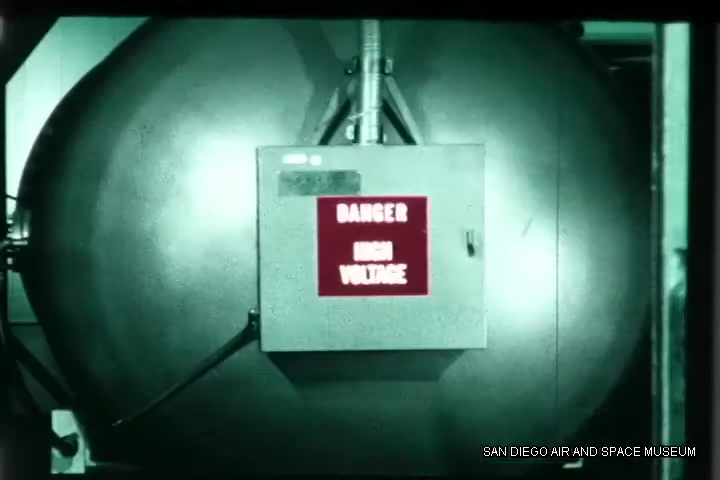 DANGER
HIGH
VOLTAGE
SAN DIEGO AIR AND SPACE MUSEUM